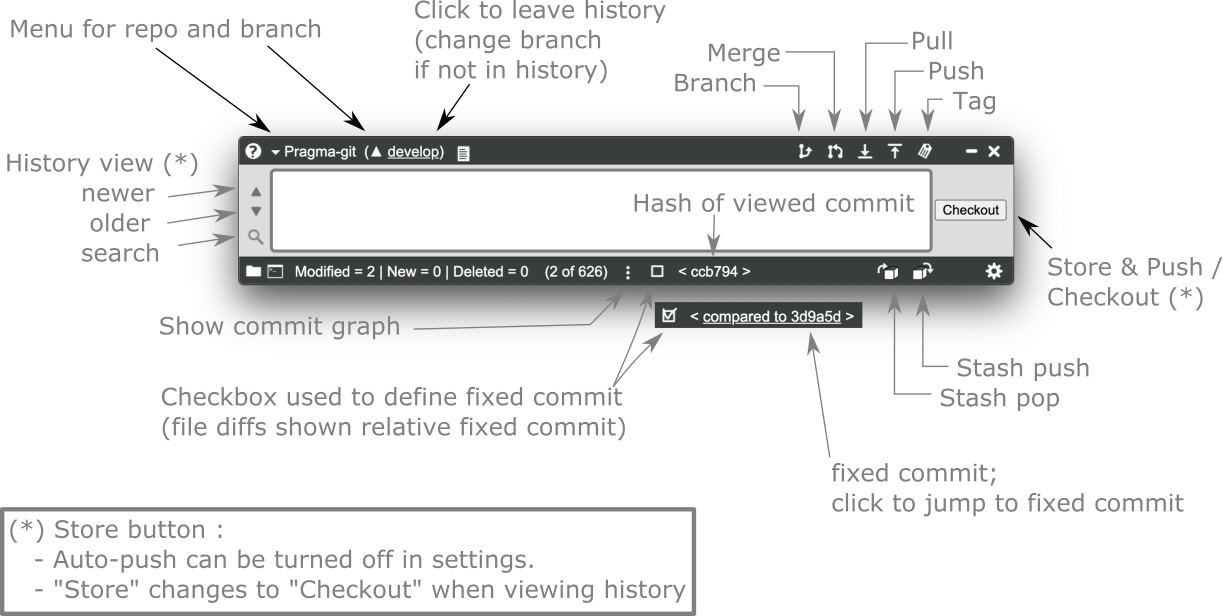 Click to leave history
(change branch
if not in history)
Menu for repo and branch
Merge
Branch
Pull
Push
Tag
Pragma-git (▲ develop)
History view (*)
newer
older
search
Hash of viewed commit
Checkout
Modified = 2 | New = 0 | Deleted = 0 (2 of 626)
< ccb794 >
Store & Push /
Checkout (*)
Show commit graph
< compared to 3d9a5d >
Checkbox used to define fixed commit
(file diffs shown relative fixed commit)
Stash push
Stash pop
fixed commit;
click to jump to fixed commit
(*) Store button :
- Auto-push can be turned off in settings.
- "Store" changes to "Checkout" when viewing history